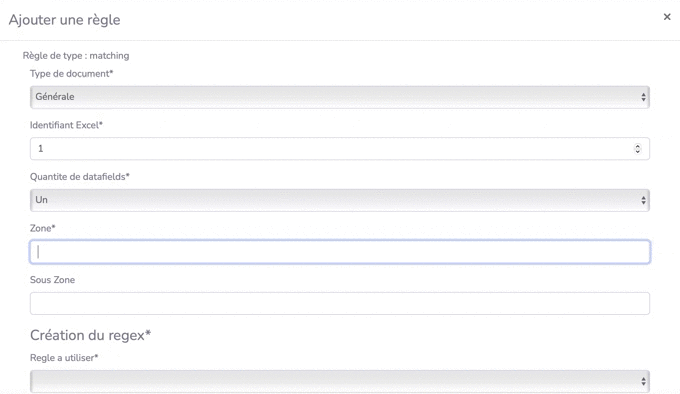 Ajouter une règle
×
Règle de type : matching
Type de document*
Générale
Identifiant Excel*
1
Quantite de datafields*
Un
Zone*
Sous Zone
Création du regex*
Regle a utiliser*